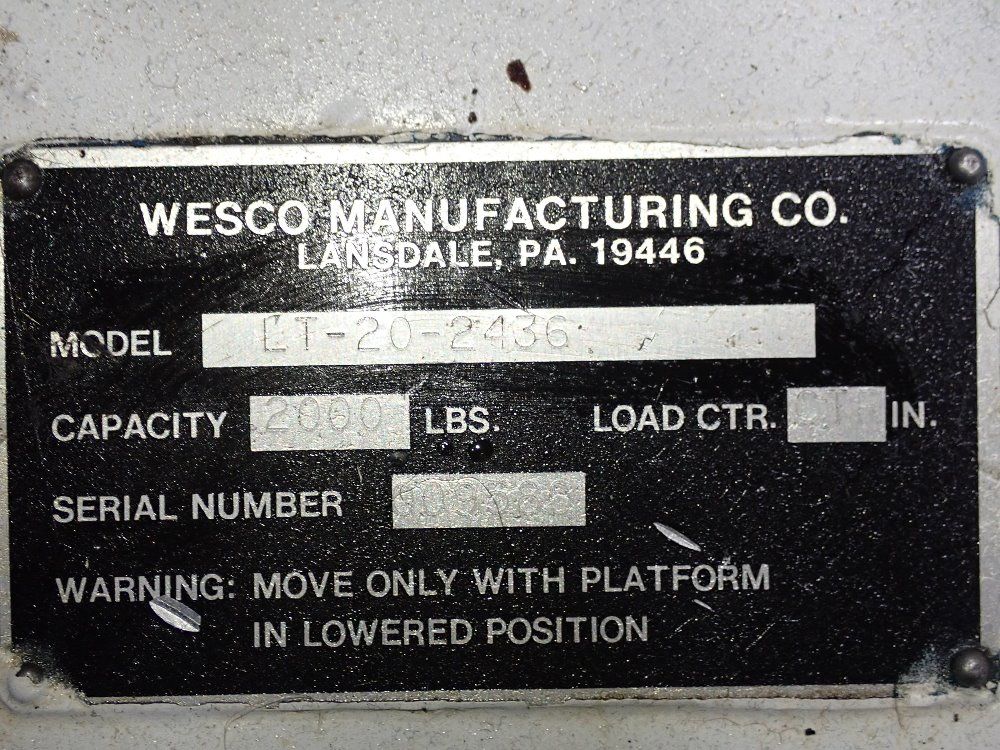 WESCO MANUFACTURING CO.
LANSDALE, PA. 19446
MODEL LT-20-2436
CAPACITY 2000 LBS. LOAD CTR. IN.
SERIAL NUMBER
WARNING: MOVE ONLY WITH PLATFORM
IN LOWERED POSITION